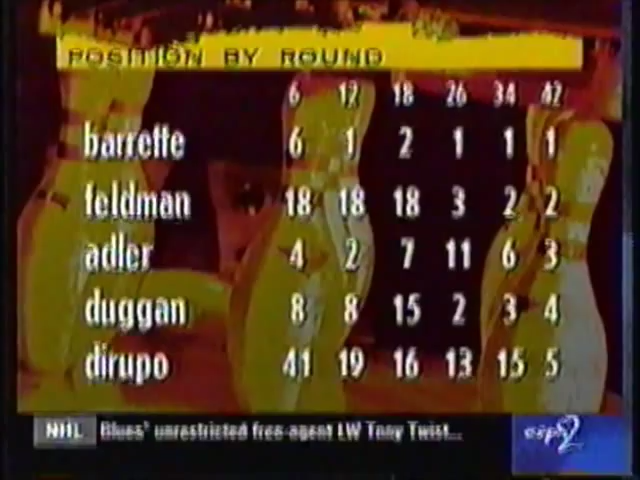 POSITION BY ROUND
6 12 18 26 34 42
barrette 6 1 2 1 1 1
feldman 18 18 18 3 2 2
adler 4 2 7 11 6 3
duggan 8 8 15 2 3 4
dirupo 41 19 16 13 15 5
NHL Blues' unrestricted free-agent LW Tony Twist...
espn2